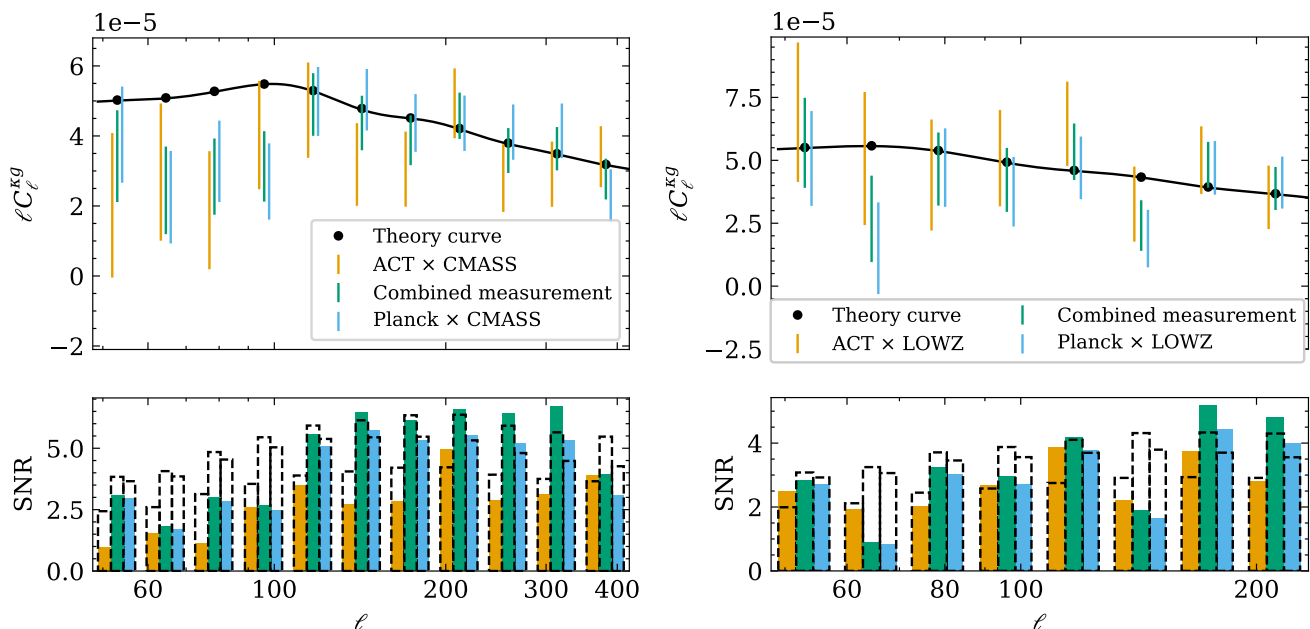 1e−5
6
4
2
0
−2
ℓC_ℓ^κg
Theory curve
ACT × CMASS
Combined measurement
Planck × CMASS
5.0
2.5
0.0
SNR
60
100
200
300
400
ℓ
1e−5
7.5
5.0
2.5
0.0
−2.5
ℓC_ℓ^κg
Theory curve
ACT × LOWZ
Combined measurement
Planck × LOWZ
4
2
0
SNR
60
80
100
200
ℓ